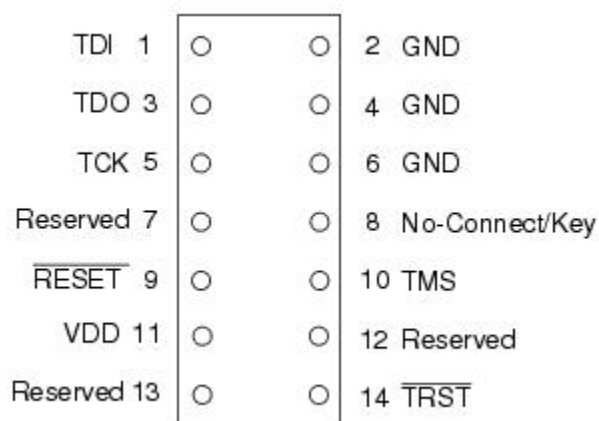 TDI 1 2 GND
TDO 3 4 GND
TCK 5 6 GND
Reserved 7 8 No-Connect/Key
RESET 9 10 TMS
VDD 11 12 Reserved
Reserved 13 14 TRST